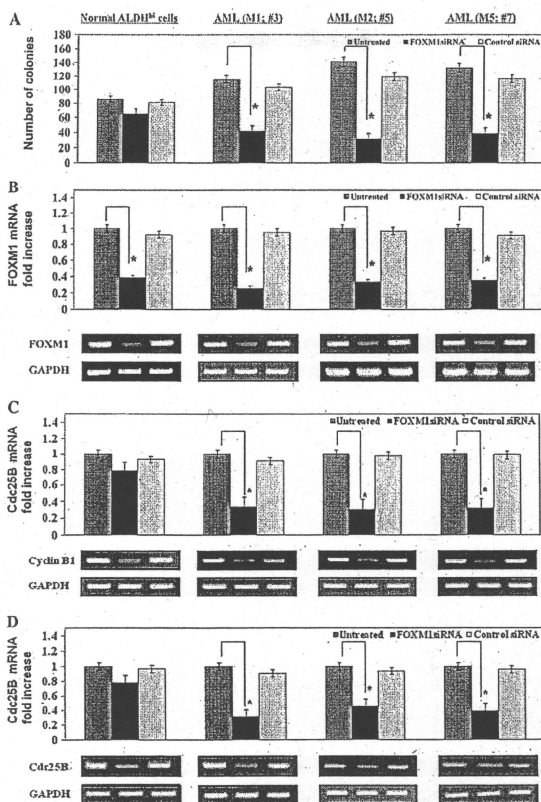 Normal ALDHhi cells AML (M1; #3) AML (M2; #5) AML (M5; #7)
A
Number of colonies
180
160
140
120
100
80
60
40
20
0
Untreated FOXM1siRNA Control siRNA
* * *
B
FOXM1 mRNA
fold increase
1.4
1.2
1
0.8
0.6
0.4
0.2
0
Untreated FOXM1siRNA Control siRNA
* * * *
FOXM1
GAPDH
C
Cdc25B mRNA
fold increase
1.4
1.2
1
0.8
0.6
0.4
0.2
0
Untreated FOXM1siRNA Control siRNA
* * *
Cyclin B1
GAPDH
D
Cdc25B mRNA
fold increase
1.4
1.2
1
0.8
0.6
0.4
0.2
0
Untreated FOXM1siRNA Control siRNA
* * *
Cdc25B
GAPDH